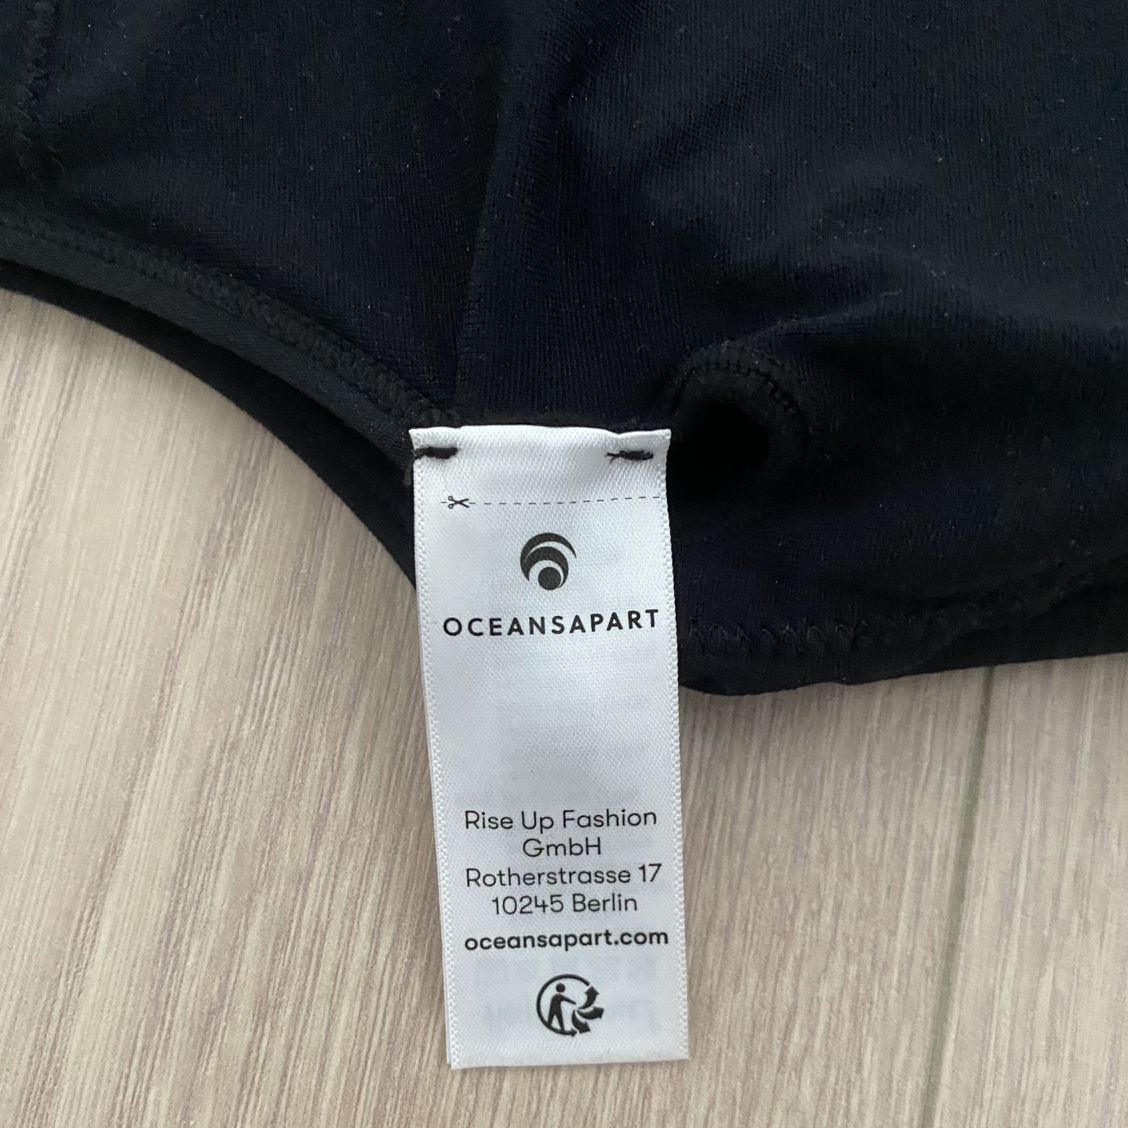 OCEANSAPART
Rise Up Fashion
GmbH
Rotherstrasse 17
10245 Berlin
oceansapart.com